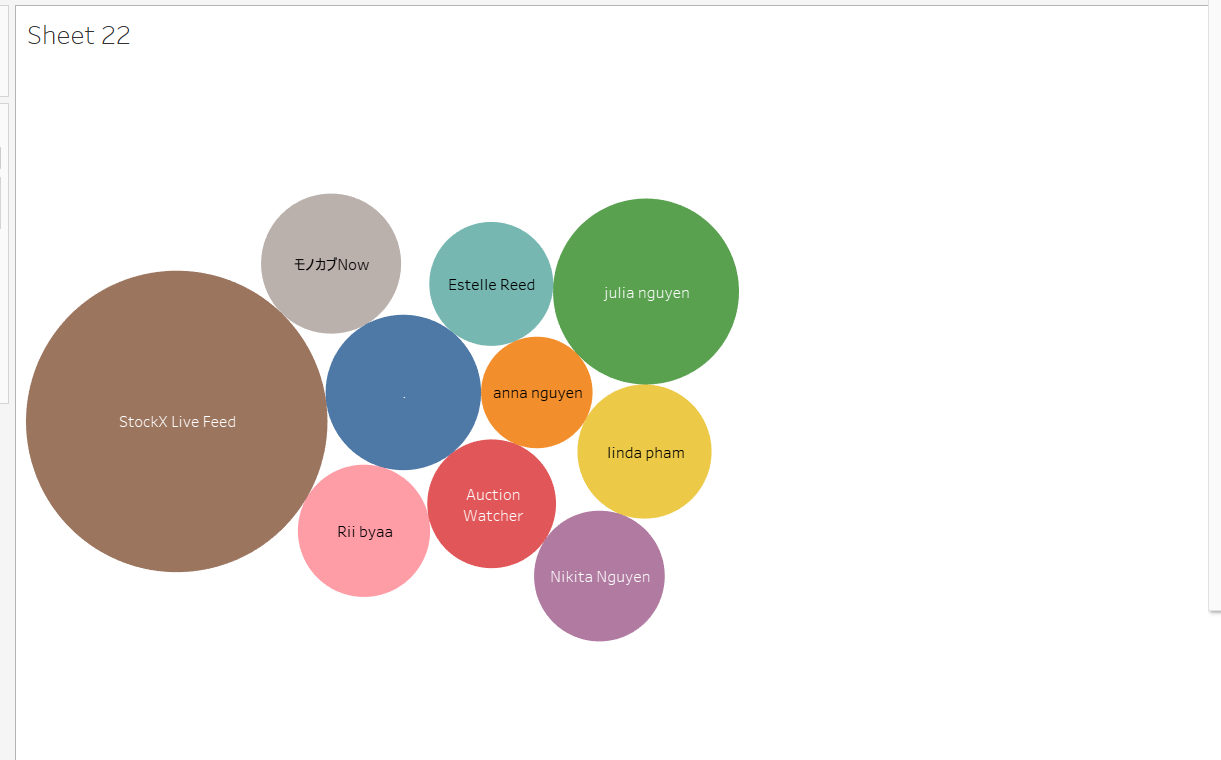 Sheet 22
モノカブNow
Estelle Reed
julia nguyen
StockX Live Feed
.
anna nguyen
linda pham
Auction
Watcher
Rii byaa
Nikita Nguyen